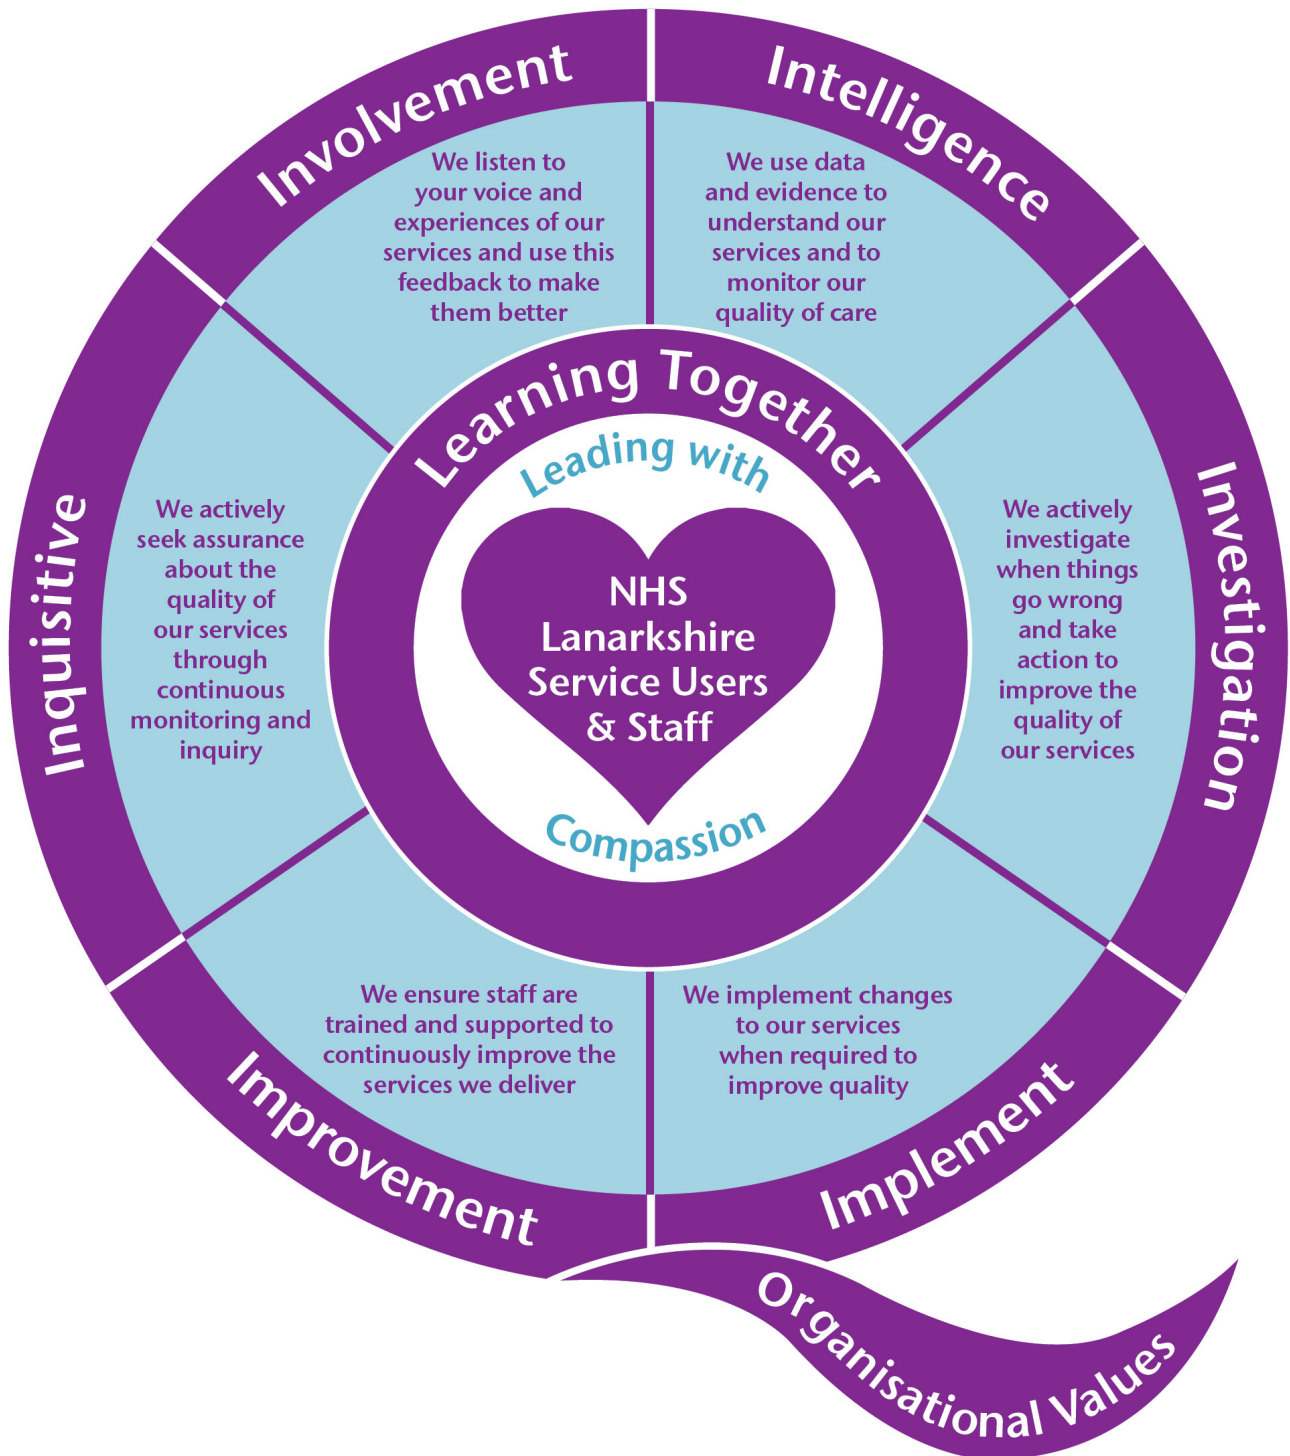 Involvement
We listen to
your voice and
experiences of our
services and use this
feedback to make
them better
Intelligence
We use data
and evidence to
understand our
services and to
monitor our
quality of care
Investigation
We actively
investigate
when things
go wrong
and take
action to
improve the
quality of
our services
Implement
We implement changes
to our services
when required to
improve quality
Improvement
We ensure staff are
trained and supported to
continuously improve the
services we deliver
Inquisitive
We actively
seek assurance
about the
quality of
our services
through
continuous
monitoring and
inquiry
Learning Together
Leading with
NHS
Lanarkshire
Service Users
& Staff
Compassion
Organisational Values